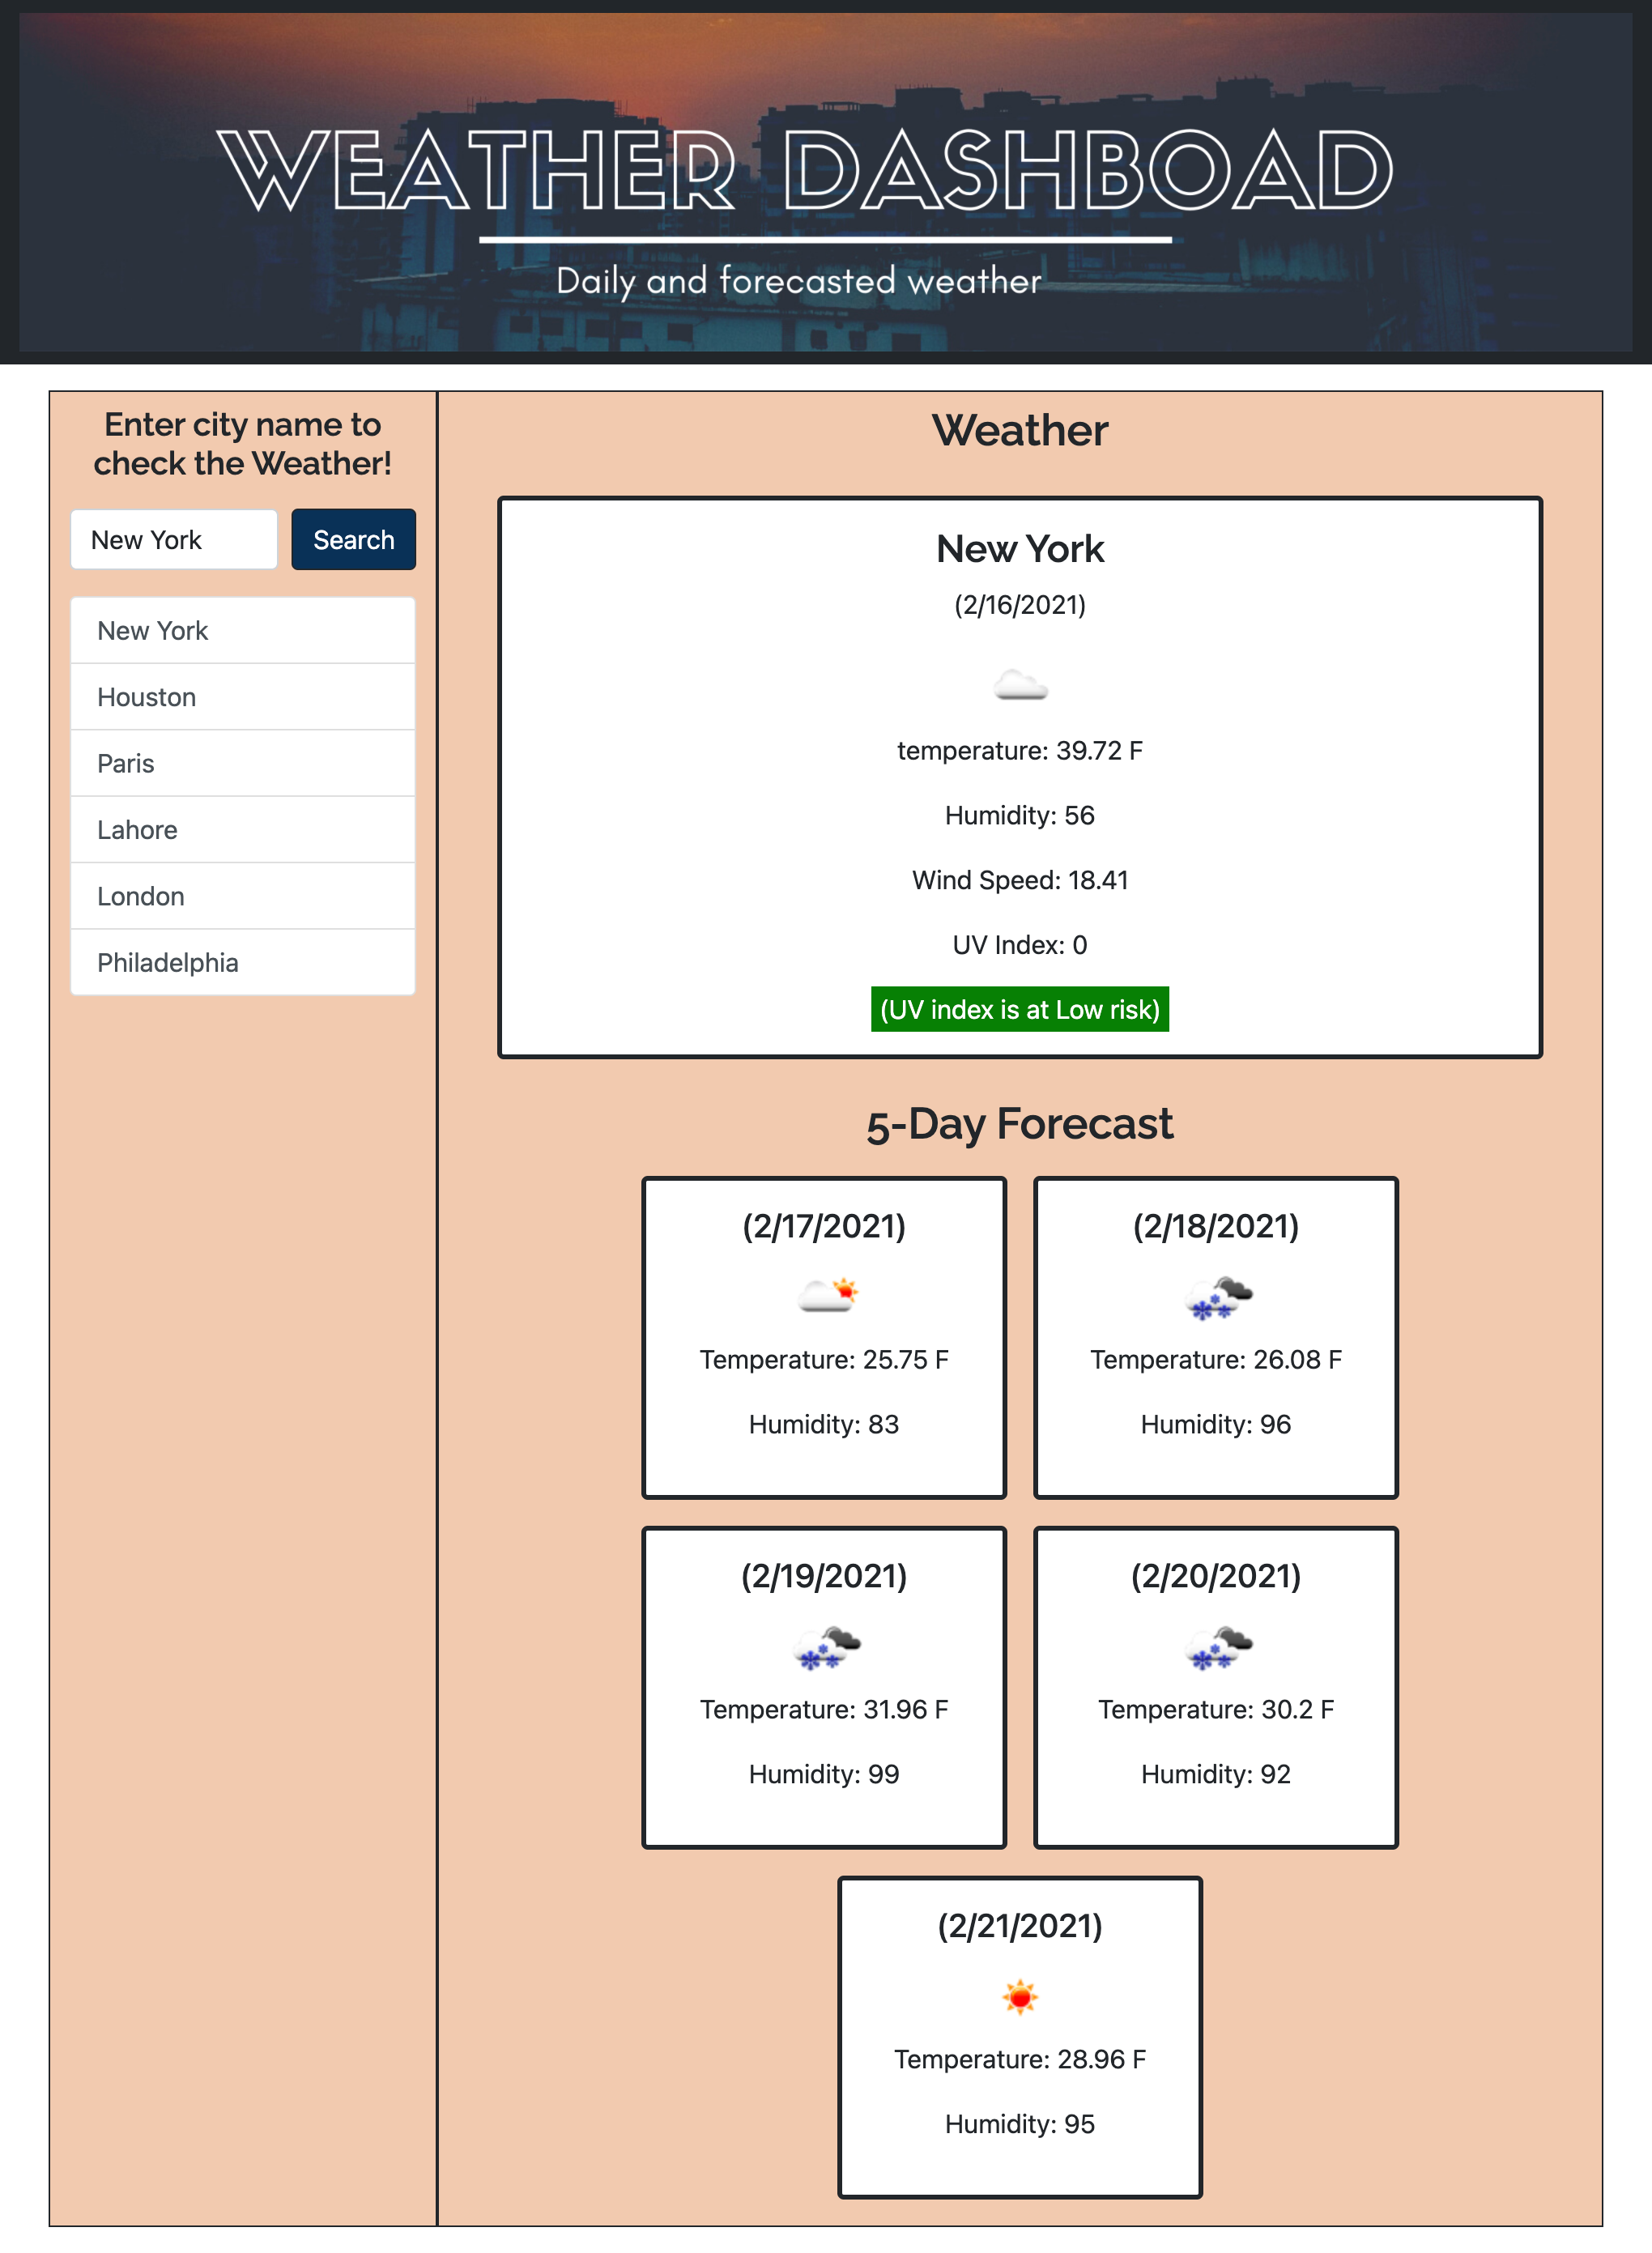 WEATHER DASHBOAD
Daily and forecasted weather
Enter city name to
check the Weather!
New York
Search
New York
Houston
Paris
Lahore
London
Philadelphia
Weather
New York
(2/16/2021)
temperature: 39.72 F
Humidity: 56
Wind Speed: 18.41
UV Index: 0
(UV index is at Low risk)
5-Day Forecast
(2/17/2021)
Temperature: 25.75 F
Humidity: 83
(2/18/2021)
Temperature: 26.08 F
Humidity: 96
(2/19/2021)
Temperature: 31.96 F
Humidity: 99
(2/20/2021)
Temperature: 30.2 F
Humidity: 92
(2/21/2021)
Temperature: 28.96 F
Humidity: 95